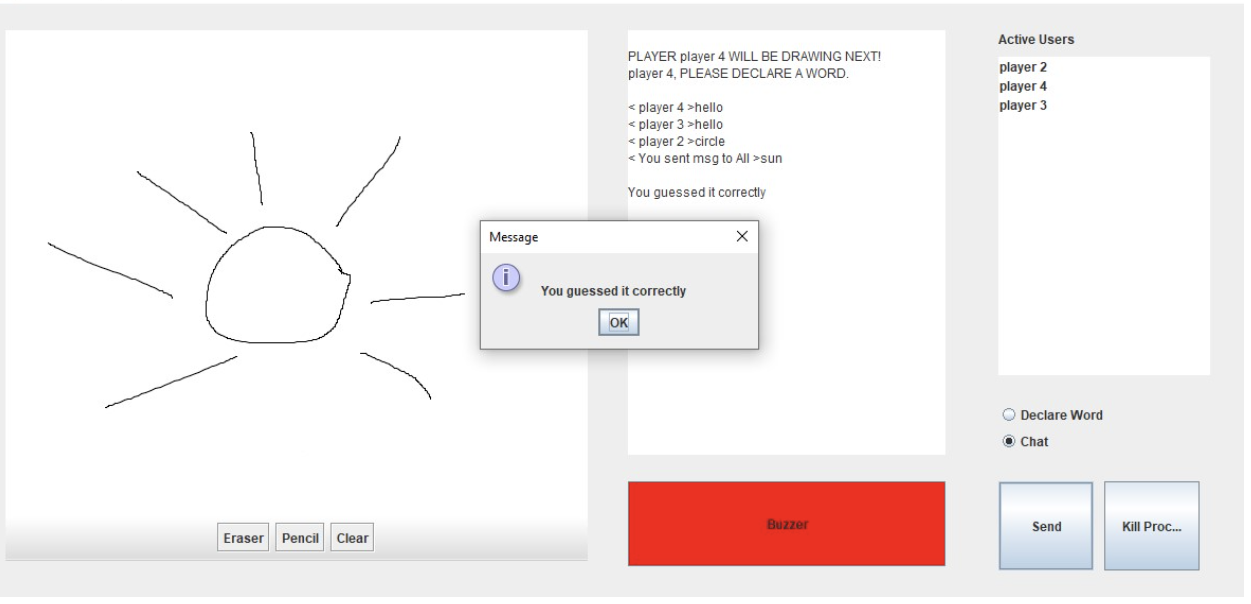 PLAYER player 4 WILL BE DRAWING NEXT!
player 4, PLEASE DECLARE A WORD.
< player 4 >hello
< player 3 >hello
< player 2 >circle
< You sent msg to All >sun
You guessed it correctly
Message
You guessed it correctly
OK
Eraser
Pencil
Clear
Buzzer
Active Users
player 2
player 4
player 3
Declare Word
Chat
Send
Kill Proc...